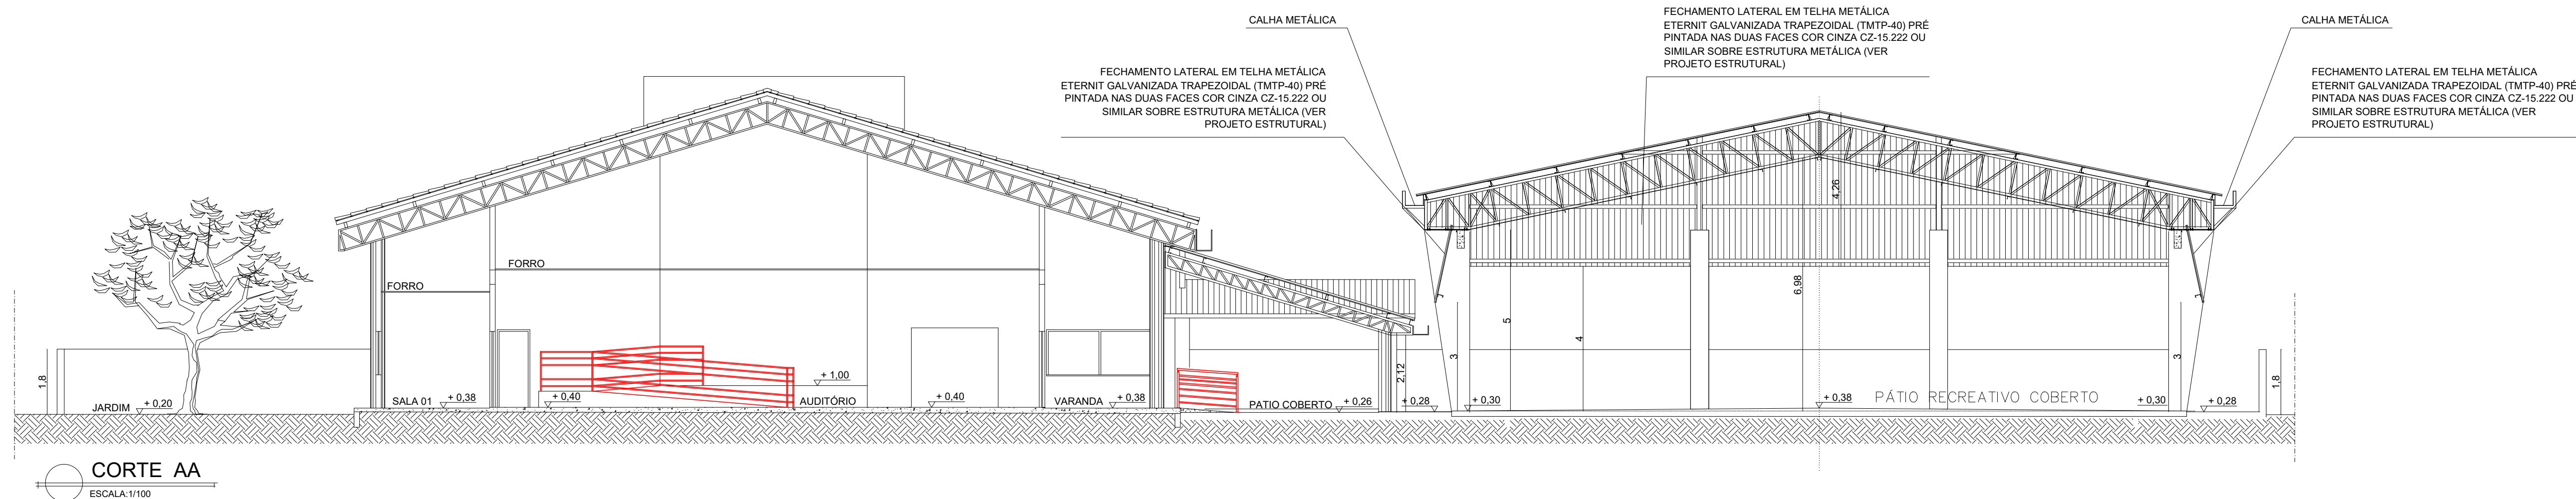 CALHA METÁLICA
FECHAMENTO LATERAL EM TELHA METÁLICA
ETERNIT GALVANIZADA TRAPEZOIDAL (TMTP-40) PRÉ
PINTADA NAS DUAS FACES COR CINZA CZ-15.222 OU
SIMILAR SOBRE ESTRUTURA METÁLICA (VER
PROJETO ESTRUTURAL)
FECHAMENTO LATERAL EM TELHA METÁLICA
ETERNIT GALVANIZADA TRAPEZOIDAL (TMTP-40) PRÉ
PINTADA NAS DUAS FACES COR CINZA CZ-15.222 OU
SIMILAR SOBRE ESTRUTURA METÁLICA (VER
PROJETO ESTRUTURAL)
CALHA METÁLICA
FECHAMENTO LATERAL EM TELHA METÁLICA
ETERNIT GALVANIZADA TRAPEZOIDAL (TMTP-40) PRÉ
PINTADA NAS DUAS FACES COR CINZA CZ-15.222 OU
SIMILAR SOBRE ESTRUTURA METÁLICA (VER
PROJETO ESTRUTURAL)
FORRO
FORRO
1,8
JARDIM
+ 0,20
SALA 01
+ 0,38
+ 0,40
+ 1,00
AUDITÓRIO
+ 0,40
VARANDA
+ 0,38
PATIO COBERTO
+ 0,26
2,12
+ 0,28
+ 0,30
3
5
4
6,98
4,26
+ 0,38
PÁTIO RECREATIVO COBERTO
3
+ 0,30
+ 0,28
1,8
CORTE AA
ESCALA:1/100